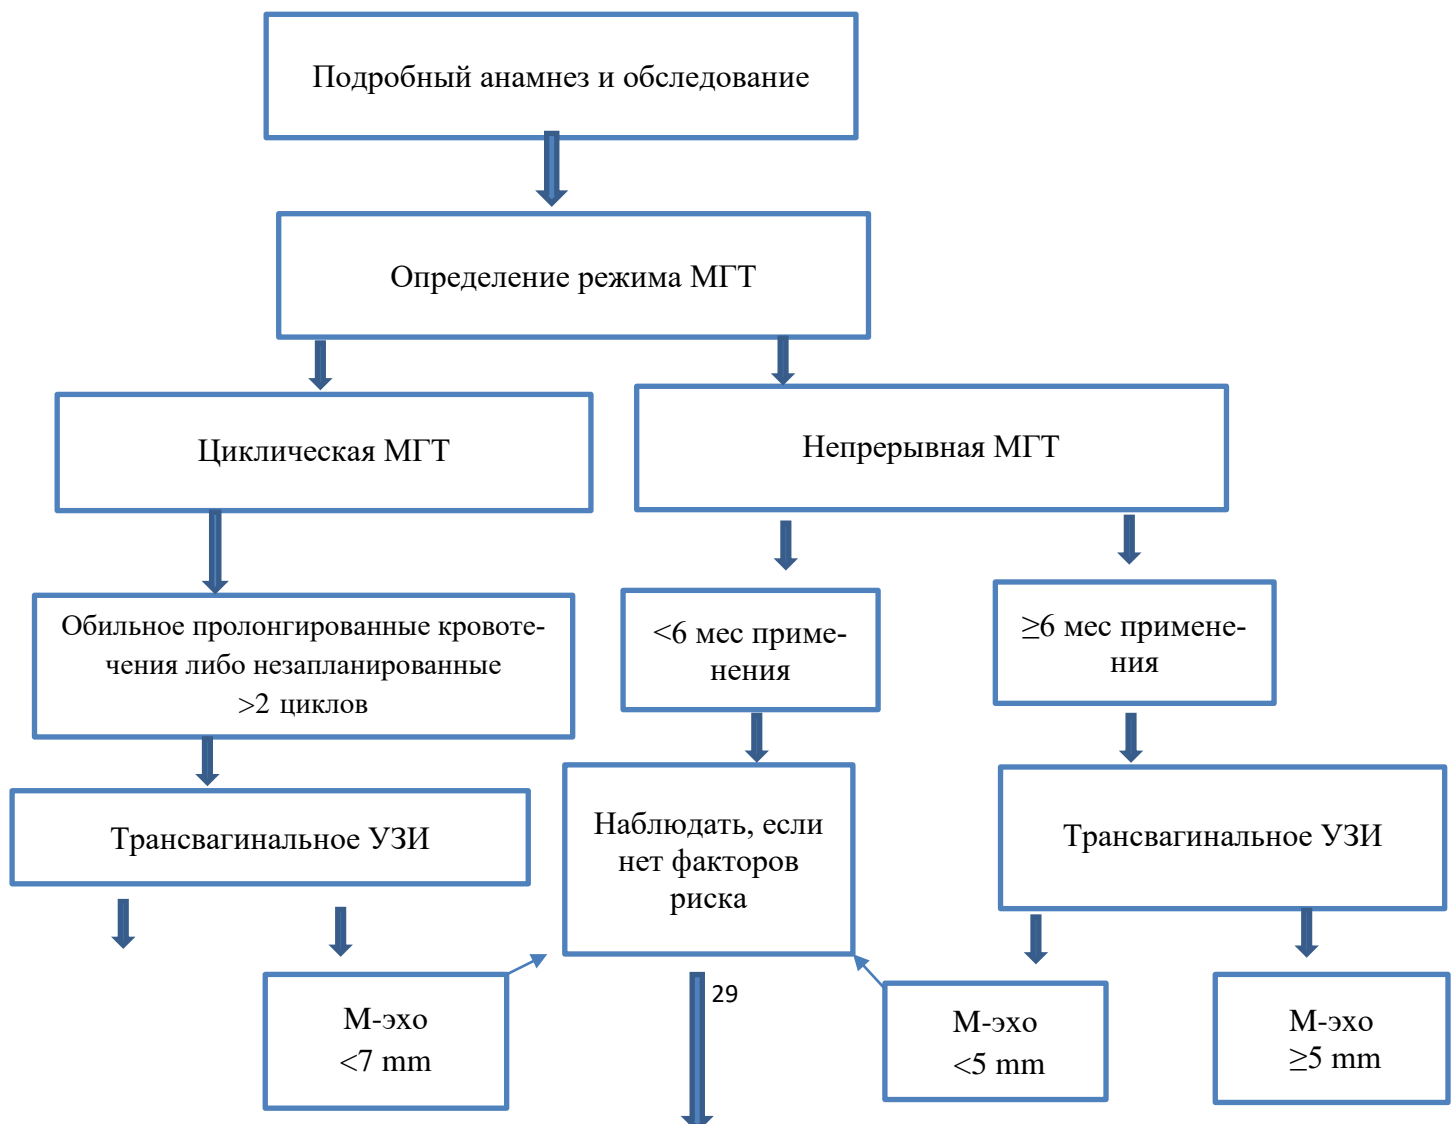 Подробный анамнез и обследование
Определение режима МГТ
Циклическая МГТ
Непрерывная МГТ
Обильное пролонгированные кровоте-
чения либо незапланированные
>2 циклов
<6 мес приме-
нения
≥6 мес примене-
ния
Трансвагинальное УЗИ
Наблюдать, если
нет факторов
риска
Трансвагинальное УЗИ
29
М-эхо
<7 mm
М-эхо
<5 mm
М-эхо
≥5 mm